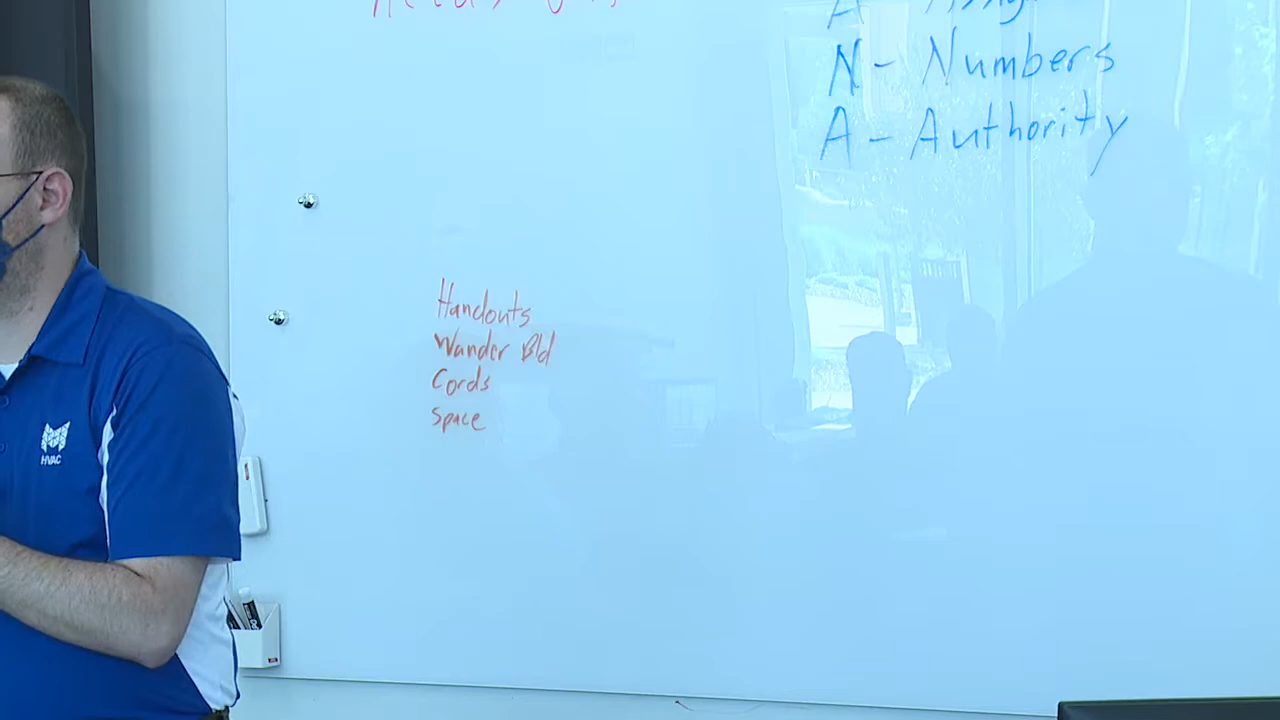 N - Numbers
A - Authority
Handouts
Wander Bld
Cords
Space
HVAC